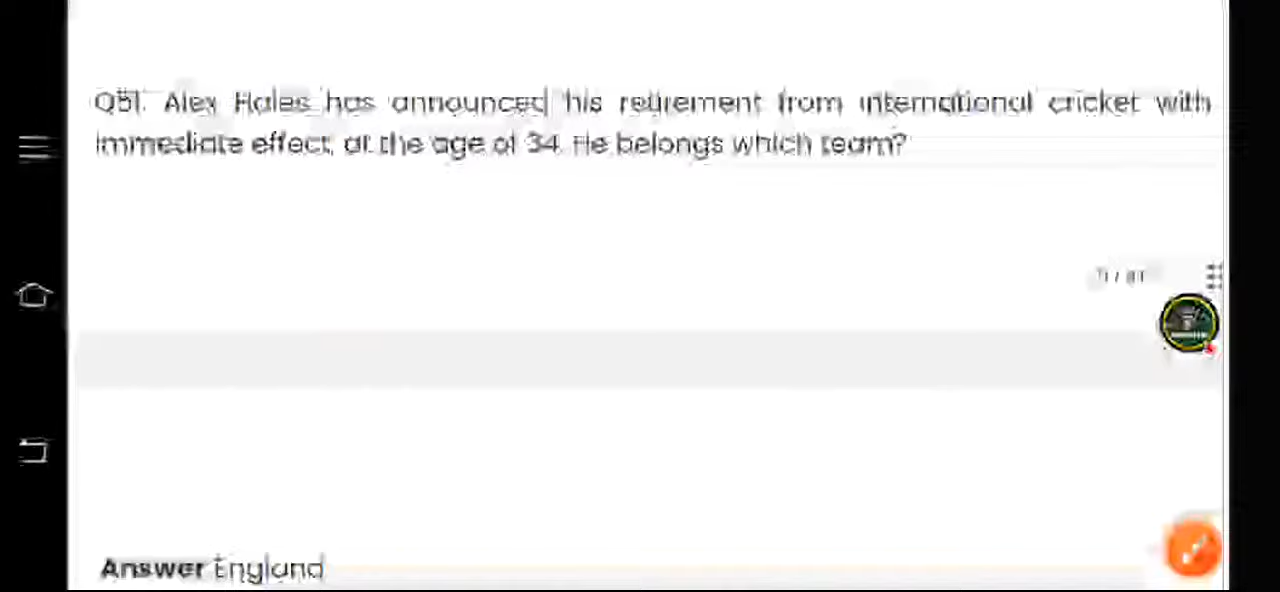 Q51. Alex Hales has announced his retirement from international cricket with
immediate effect, at the age of 34. He belongs which team?
Answer England